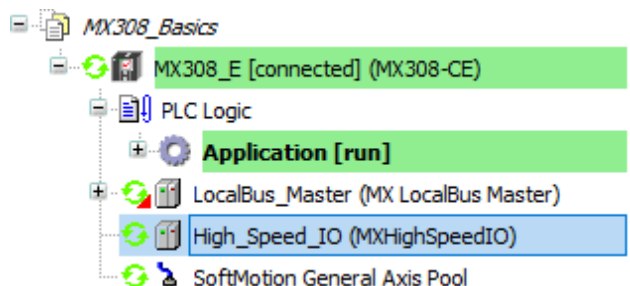 MX308_Basics
MX308_E [connected] (MX308-CE)
PLC Logic
Application [run]
LocalBus_Master (MX LocalBus Master)
High_Speed_IO (MXHighSpeedIO)
SoftMotion General Axis Pool